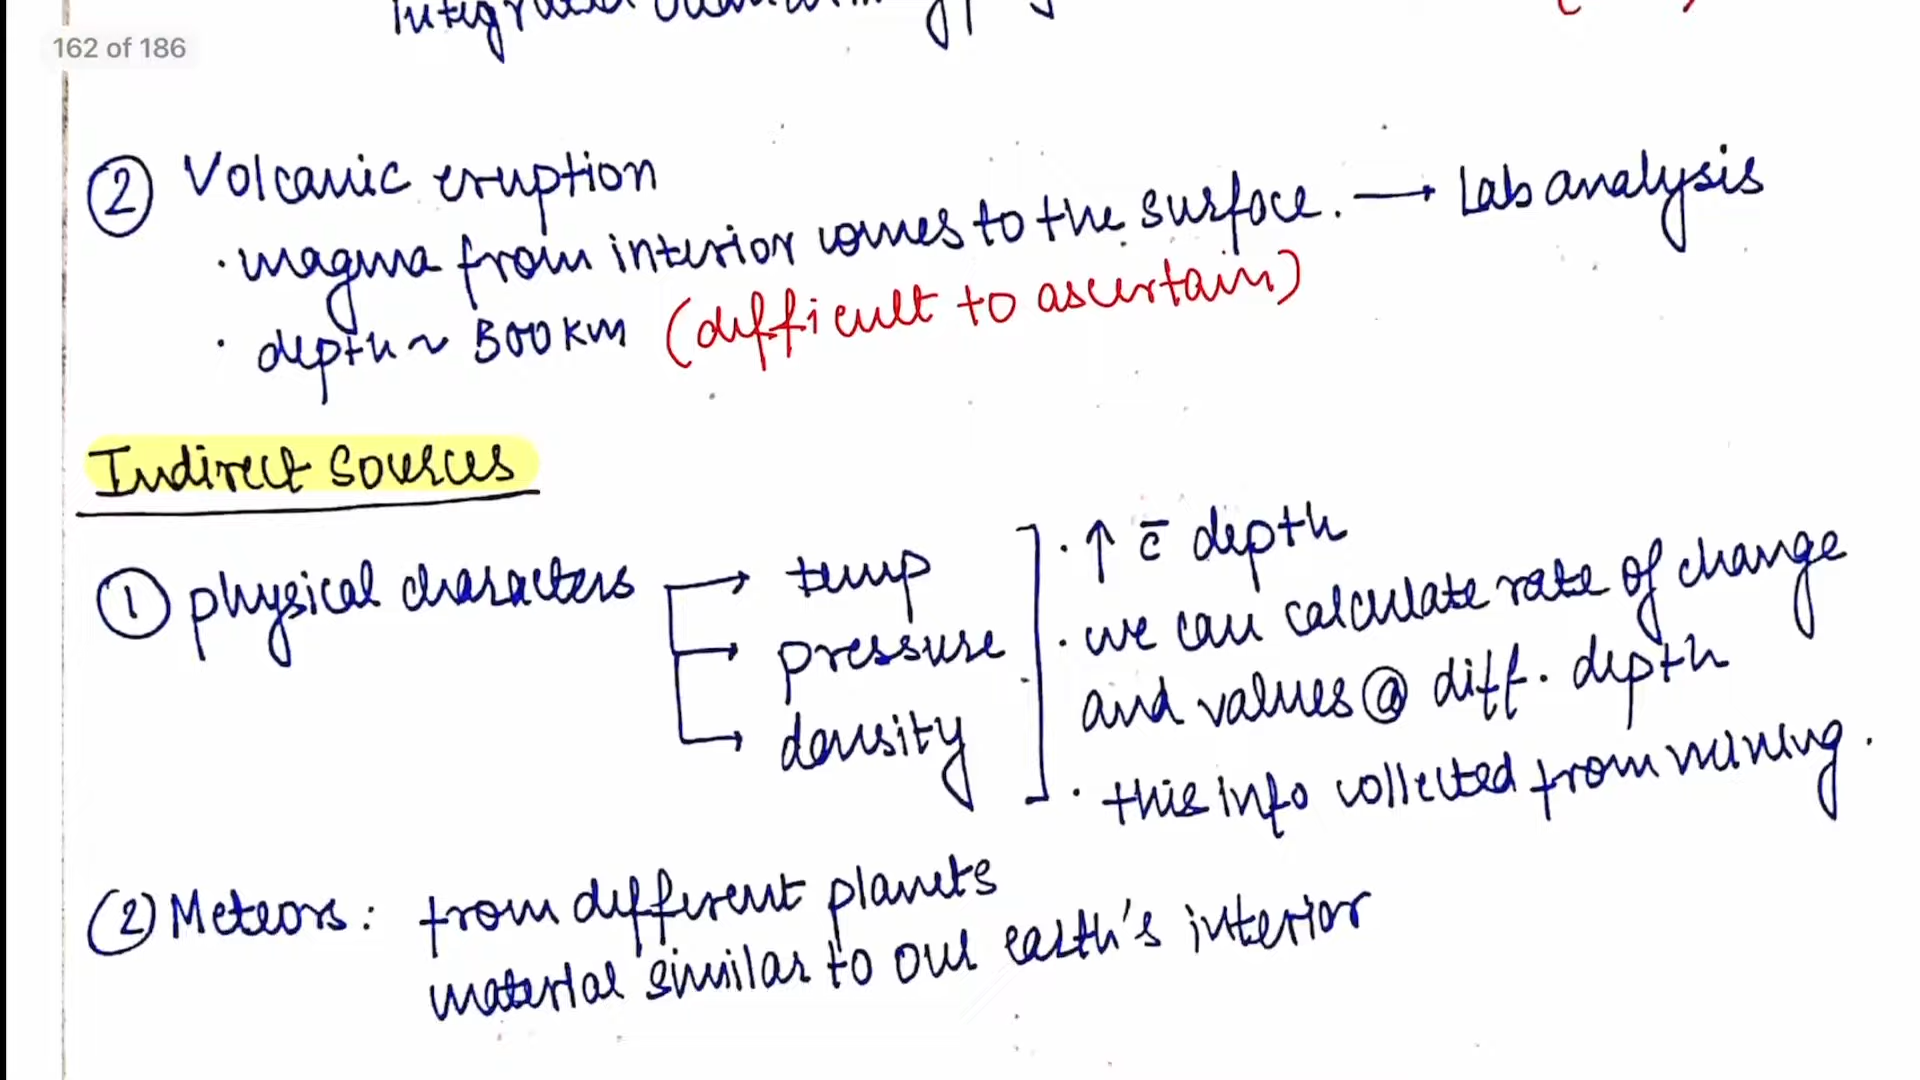 Integrated
162 of 186
② Volcanic eruption
· magma from interior comes to the surface. → Lab analysis
· depth ~ 500 km (difficult to ascertain)
Indirect Sources
① physical characters → temp
→ pressure
→ density
· ↑ c̄ depth
· we can calculate rate of change
and values @ diff. depth
· this info collected from mining.
(2) Meteors: from different planets
material similar to our earth's interior